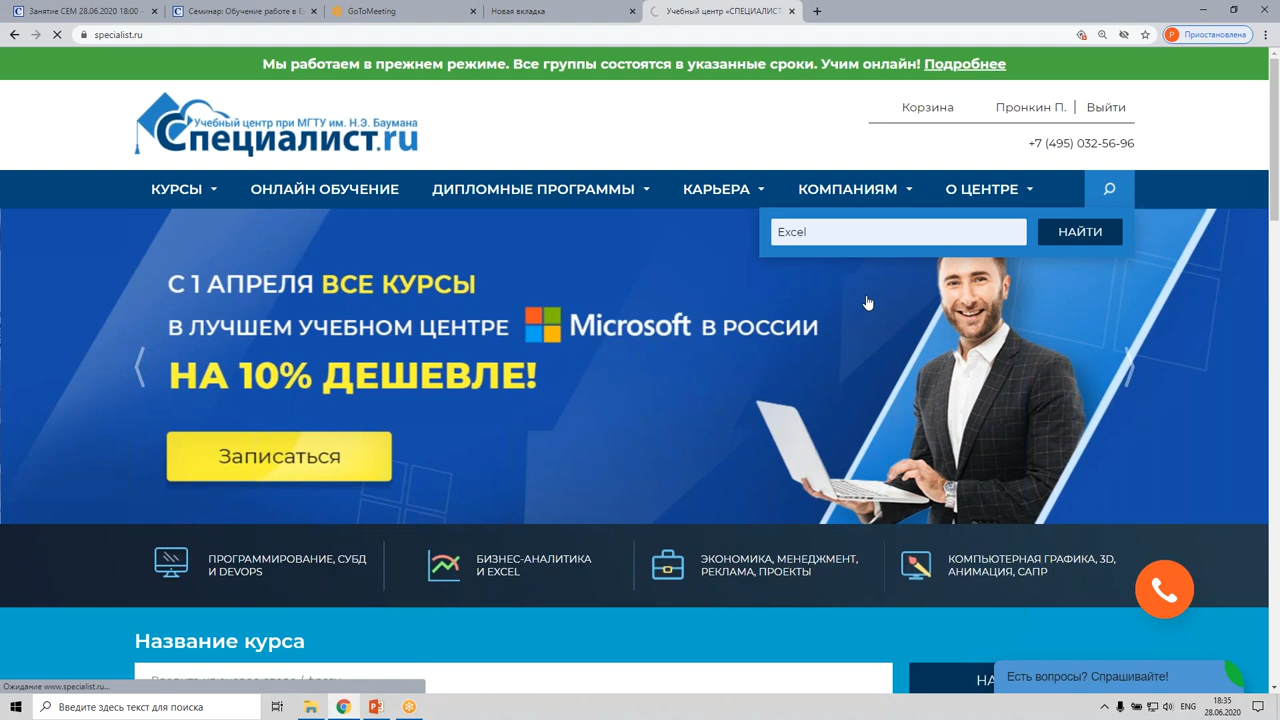 Занятие СЕМ 28.06.2020 18:00 -
Семинар: Обучение работе в Ex
GoToMeeting
Новая вкладка
Учебный центр «СПЕЦИАЛИСТ
specialist.ru
Приостановлена
Мы работаем в прежнем режиме. Все группы состоятся в указанные сроки. Учим онлайн! Подробнее
Корзина
Пронкин П.
Выйти
Учебный центр при МГТУ им. Н.Э. Баумана
Специалист.ru
+7 (495) 032-56-96
КУРСЫ
ОНЛАЙН ОБУЧЕНИЕ
ДИПЛОМНЫЕ ПРОГРАММЫ
КАРЬЕРА
КОМПАНИЯМ
О ЦЕНТРЕ
Excel
НАЙТИ
С 1 АПРЕЛЯ ВСЕ КУРСЫ
В ЛУЧШЕМ УЧЕБНОМ ЦЕНТРЕ Microsoft В РОССИИ
НА 10% ДЕШЕВЛЕ!
Записаться
ПРОГРАММИРОВАНИЕ, СУБД
И DEVOPS
БИЗНЕС-АНАЛИТИКА
И EXCEL
ЭКОНОМИКА, МЕНЕДЖМЕНТ,
РЕКЛАМА, ПРОЕКТЫ
КОМПЬЮТЕРНАЯ ГРАФИКА, 3D,
АНИМАЦИЯ, САПР
Название курса
НА
Есть вопросы? Спрашивайте!
Ожидание www.specialist.ru...
Введите здесь текст для поиска
ENG
18:35
28.06.2020